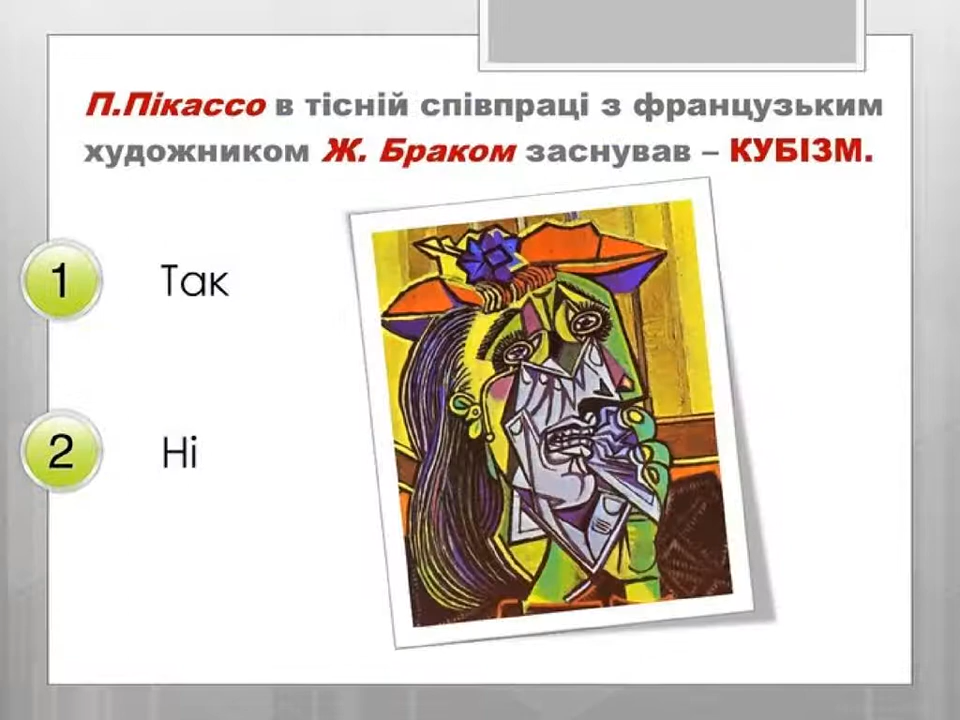 П.Пікассо в тісній співпраці з французьким
художником Ж. Браком заснував – КУБІЗМ.
1 Так
2 Ні